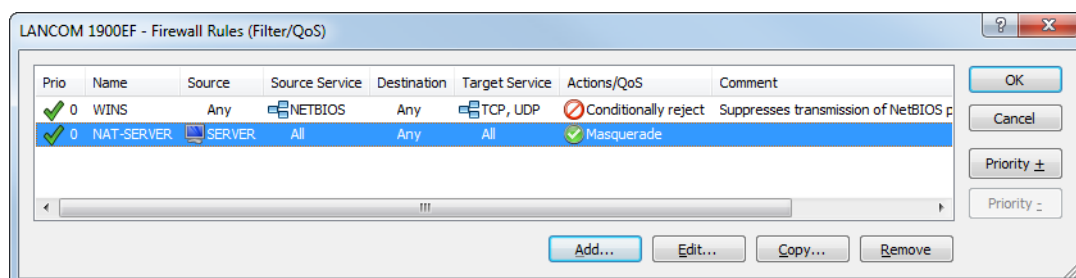 LANCOM 1900EF - Firewall Rules (Filter/QoS)
Prio Name Source Source Service Destination Target Service Actions/QoS Comment
0 WINS Any NETBIOS Any TCP, UDP Conditionally reject Suppresses transmission of NetBIOS p
0 NAT-SERVER SERVER All Any All Masquerade
OK
Cancel
Priority +
Priority -
Add... Edit... Copy... Remove